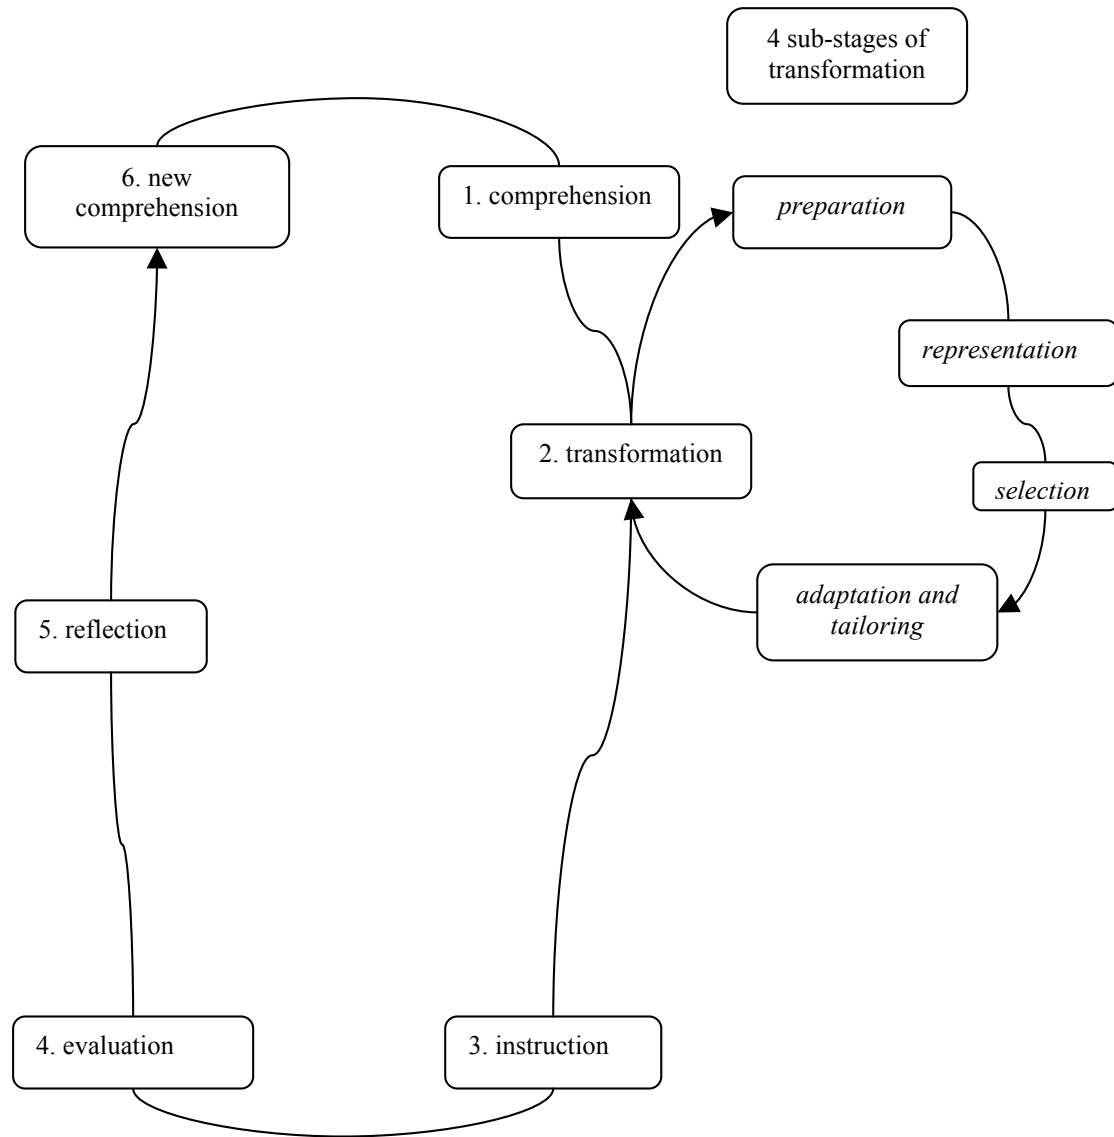 4 sub-stages of
transformation
6. new
comprehension
1. comprehension
preparation
representation
2. transformation
selection
adaptation and
tailoring
5. reflection
4. evaluation
3. instruction